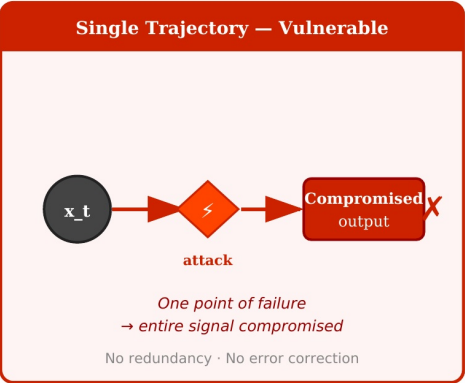 Single Trajectory — Vulnerable
x_t
⚡
Compromised
output
✗
attack
One point of failure
→ entire signal compromised
No redundancy · No error correction